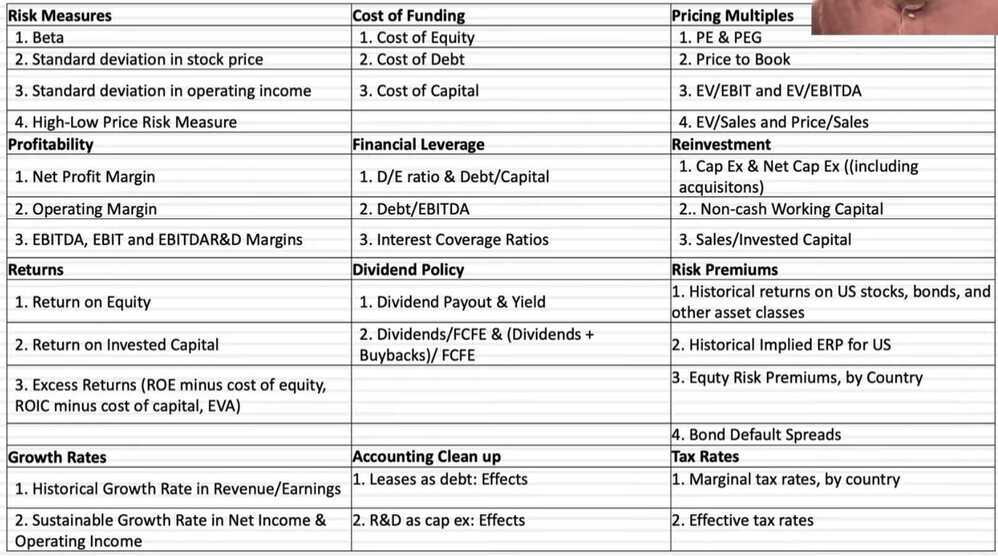 Risk Measures
Cost of Funding
Pricing Multiples
1. Beta
1. Cost of Equity
1. PE & PEG
2. Standard deviation in stock price
2. Cost of Debt
2. Price to Book
3. Standard deviation in operating income
3. Cost of Capital
3. EV/EBIT and EV/EBITDA
4. High-Low Price Risk Measure
4. EV/Sales and Price/Sales
Profitability
Financial Leverage
Reinvestment
1. Net Profit Margin
1. D/E ratio & Debt/Capital
1. Cap Ex & Net Cap Ex ((including
acquisitons)
2. Operating Margin
2. Debt/EBITDA
2.. Non-cash Working Capital
3. EBITDA, EBIT and EBITDAR&D Margins
3. Interest Coverage Ratios
3. Sales/Invested Capital
Returns
Dividend Policy
Risk Premiums
1. Return on Equity
1. Dividend Payout & Yield
1. Historical returns on US stocks, bonds, and
other asset classes
2. Return on Invested Capital
2. Dividends/FCFE & (Dividends +
Buybacks)/ FCFE
2. Historical Implied ERP for US
3. Excess Returns (ROE minus cost of equity,
ROIC minus cost of capital, EVA)
3. Equty Risk Premiums, by Country
4. Bond Default Spreads
Growth Rates
Accounting Clean up
Tax Rates
1. Historical Growth Rate in Revenue/Earnings
1. Leases as debt: Effects
1. Marginal tax rates, by country
2. Sustainable Growth Rate in Net Income &
Operating Income
2. R&D as cap ex: Effects
2. Effective tax rates